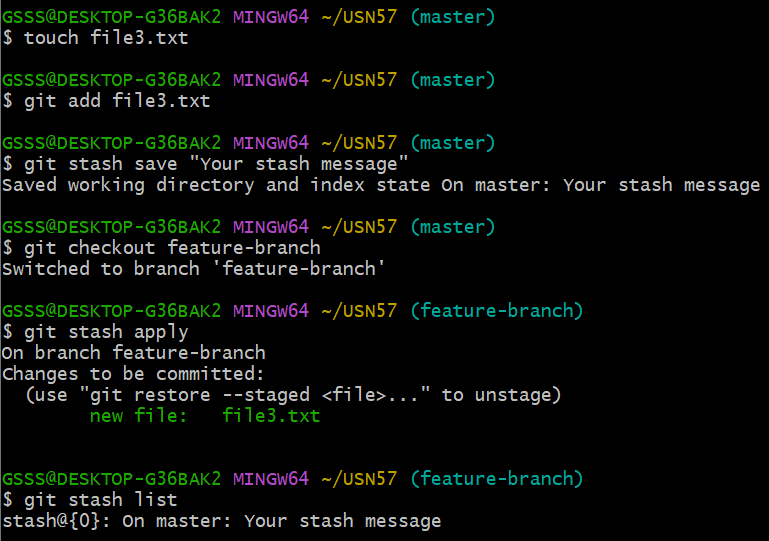 GSSS@DESKTOP-G36BAK2 MINGW64 ~/USN57 (master)
$ touch file3.txt
GSSS@DESKTOP-G36BAK2 MINGW64 ~/USN57 (master)
$ git add file3.txt
GSSS@DESKTOP-G36BAK2 MINGW64 ~/USN57 (master)
$ git stash save "Your stash message"
Saved working directory and index state On master: Your stash message
GSSS@DESKTOP-G36BAK2 MINGW64 ~/USN57 (master)
$ git checkout feature-branch
Switched to branch 'feature-branch'
GSSS@DESKTOP-G36BAK2 MINGW64 ~/USN57 (feature-branch)
$ git stash apply
On branch feature-branch
Changes to be committed:
  (use "git restore --staged <file>..." to unstage)
        new file:   file3.txt
GSSS@DESKTOP-G36BAK2 MINGW64 ~/USN57 (feature-branch)
$ git stash list
stash@{0}: On master: Your stash message